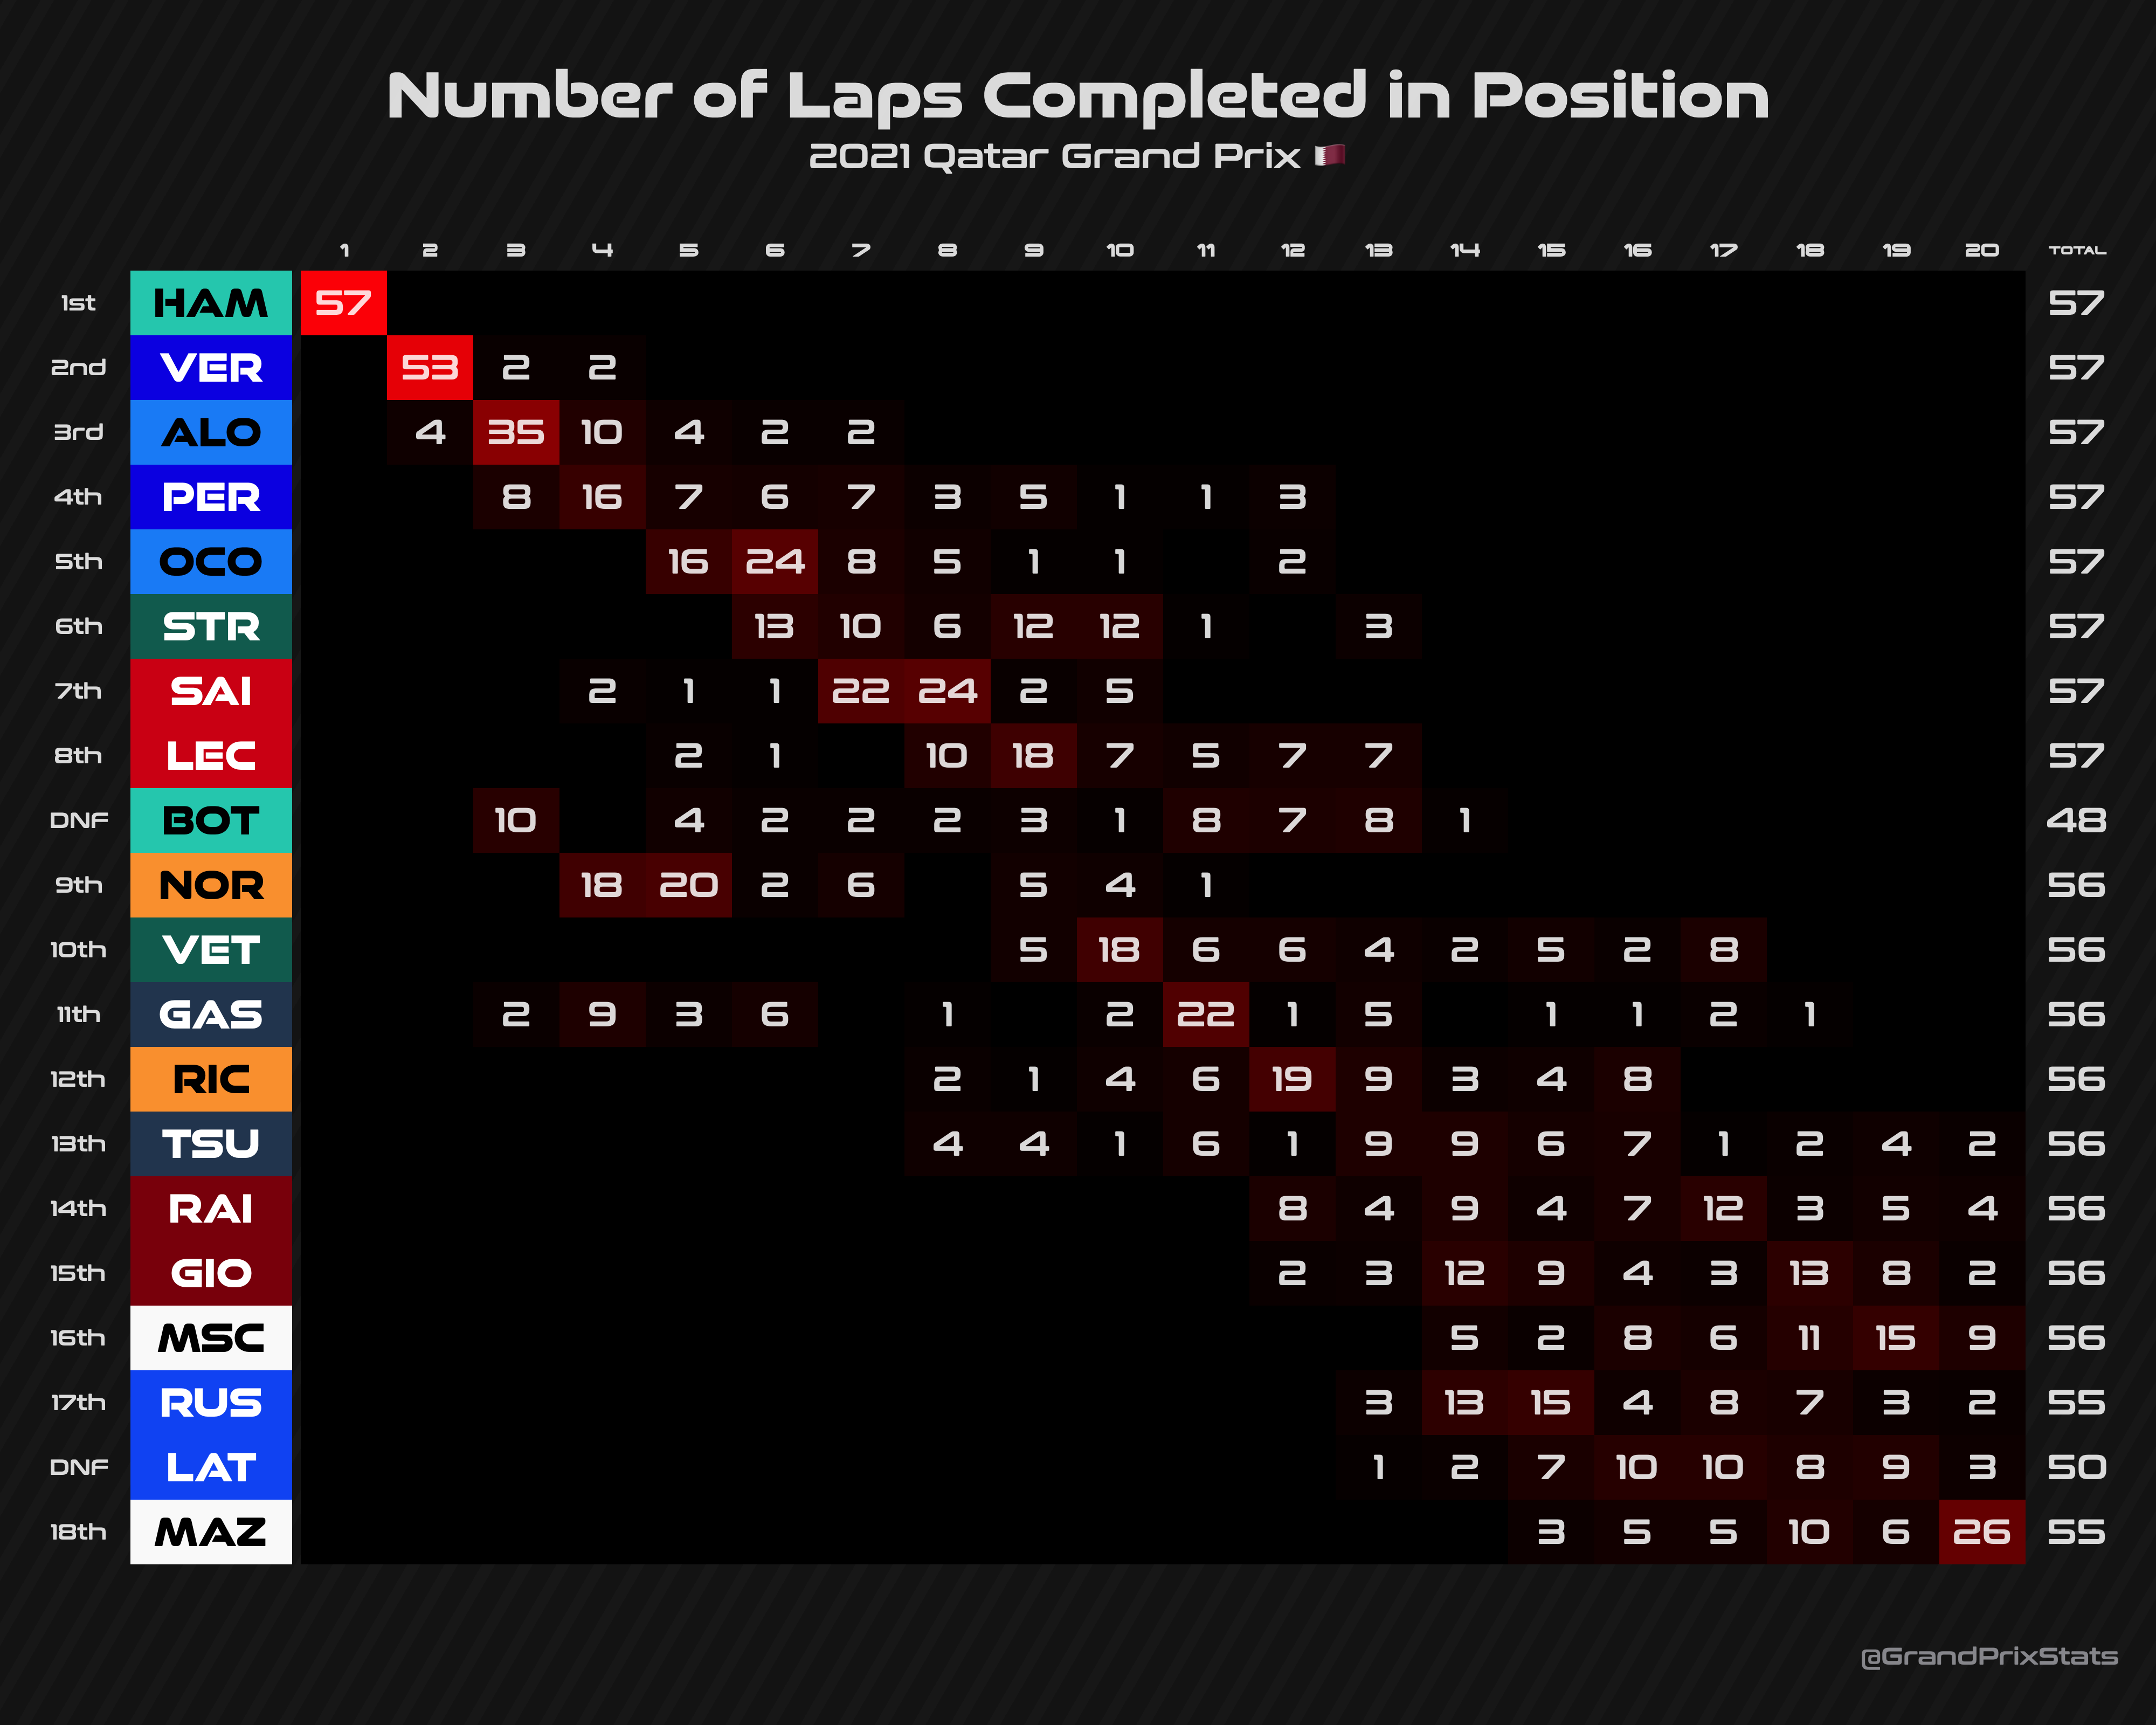 Number of Laps Completed in Position
2021 Qatar Grand Prix
1 2 3 4 5 6 7 8 9 10 11 12 13 14 15 16 17 18 19 20 TOTAL
1st HAM 57 57
2nd VER 53 2 2 57
3rd ALO 4 35 10 4 2 2 57
4th PER 8 16 7 6 7 3 5 1 1 3 57
5th OCO 16 24 8 5 1 1 2 57
6th STR 13 10 6 12 12 1 3 57
7th SAI 2 1 1 22 24 2 5 57
8th LEC 2 1 10 18 7 5 7 7 57
DNF BOT 10 4 2 2 2 3 1 8 7 8 1 48
9th NOR 18 20 2 6 5 4 1 56
10th VET 5 18 6 6 4 2 5 2 8 56
11th GAS 2 9 3 6 1 2 22 1 5 1 1 2 1 56
12th RIC 2 1 4 6 19 9 3 4 8 56
13th TSU 4 4 1 6 1 9 9 6 7 1 2 4 2 56
14th RAI 8 4 9 4 7 12 3 5 4 56
15th GIO 2 3 12 9 4 3 13 8 2 56
16th MSC 5 2 8 6 11 15 9 56
17th RUS 3 13 15 4 8 7 3 2 55
DNF LAT 1 2 7 10 10 8 9 3 50
18th MAZ 3 5 5 10 6 26 55
@GrandPrixStats